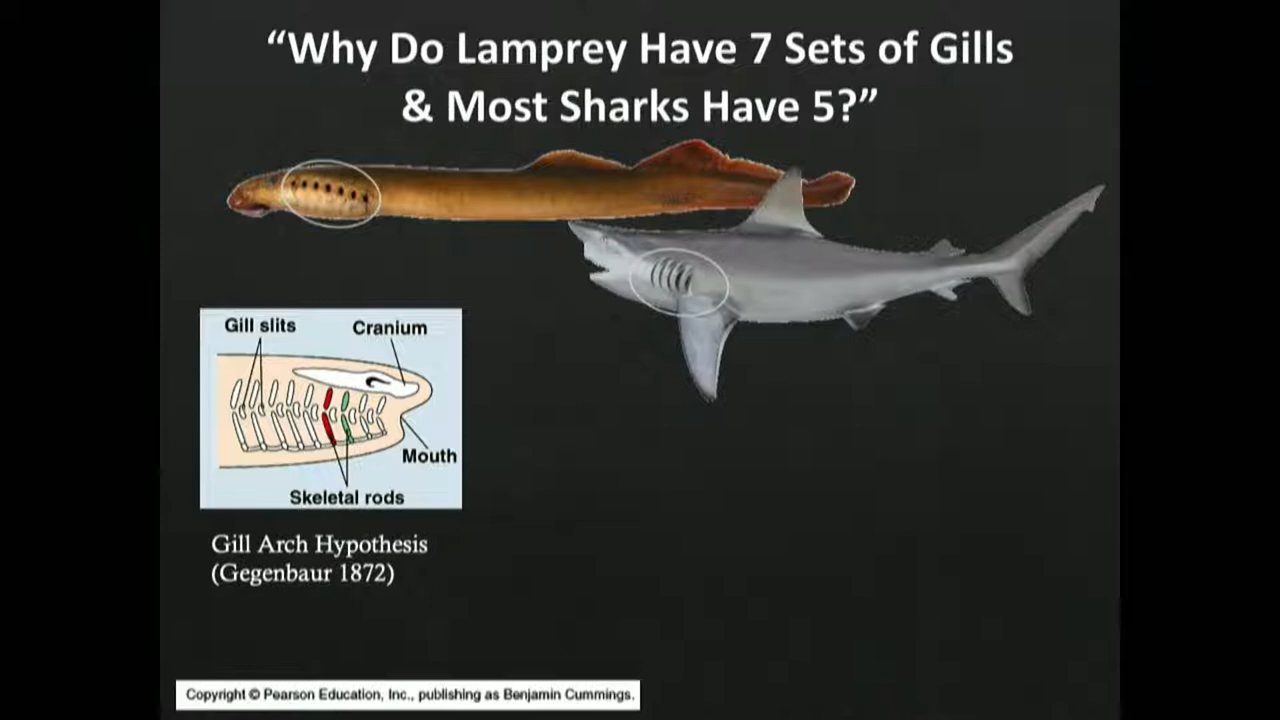 “Why Do Lamprey Have 7 Sets of Gills
& Most Sharks Have 5?”
Gill slits
Cranium
Mouth
Skeletal rods
Gill Arch Hypothesis
(Gegenbaur 1872)
Copyright © Pearson Education, Inc., publishing as Benjamin Cummings.